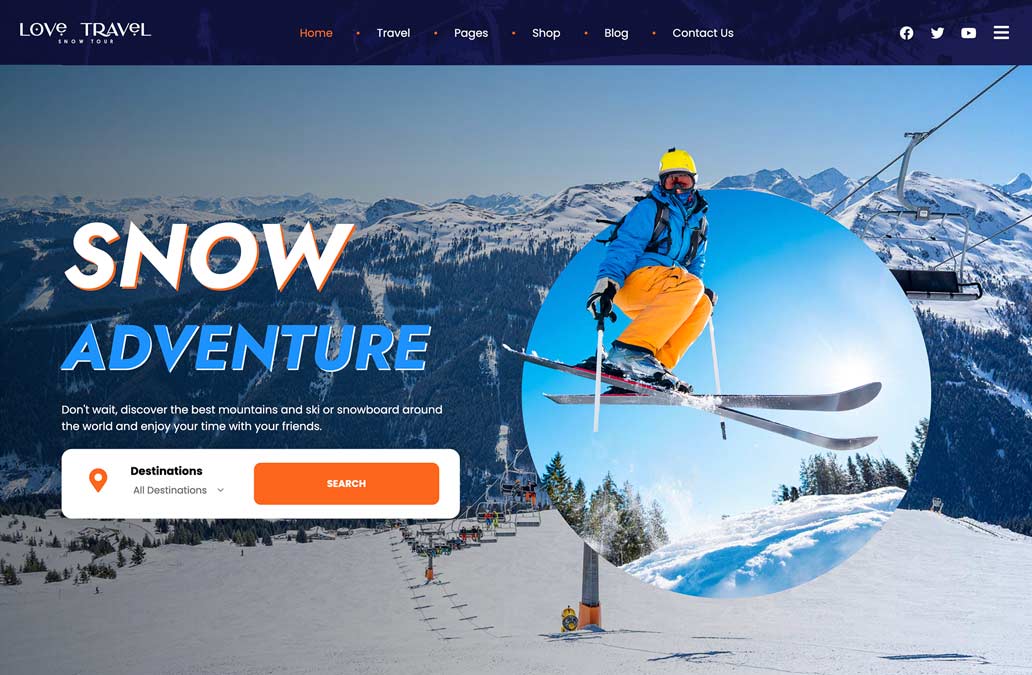 LOVE TRAVEL
SNOW TOUR
Home • Travel • Pages • Shop • Blog • Contact Us
SNOW
ADVENTURE
Don't wait, discover the best mountains and ski or snowboard around
the world and enjoy your time with your friends.
Destinations
All Destinations
SEARCH